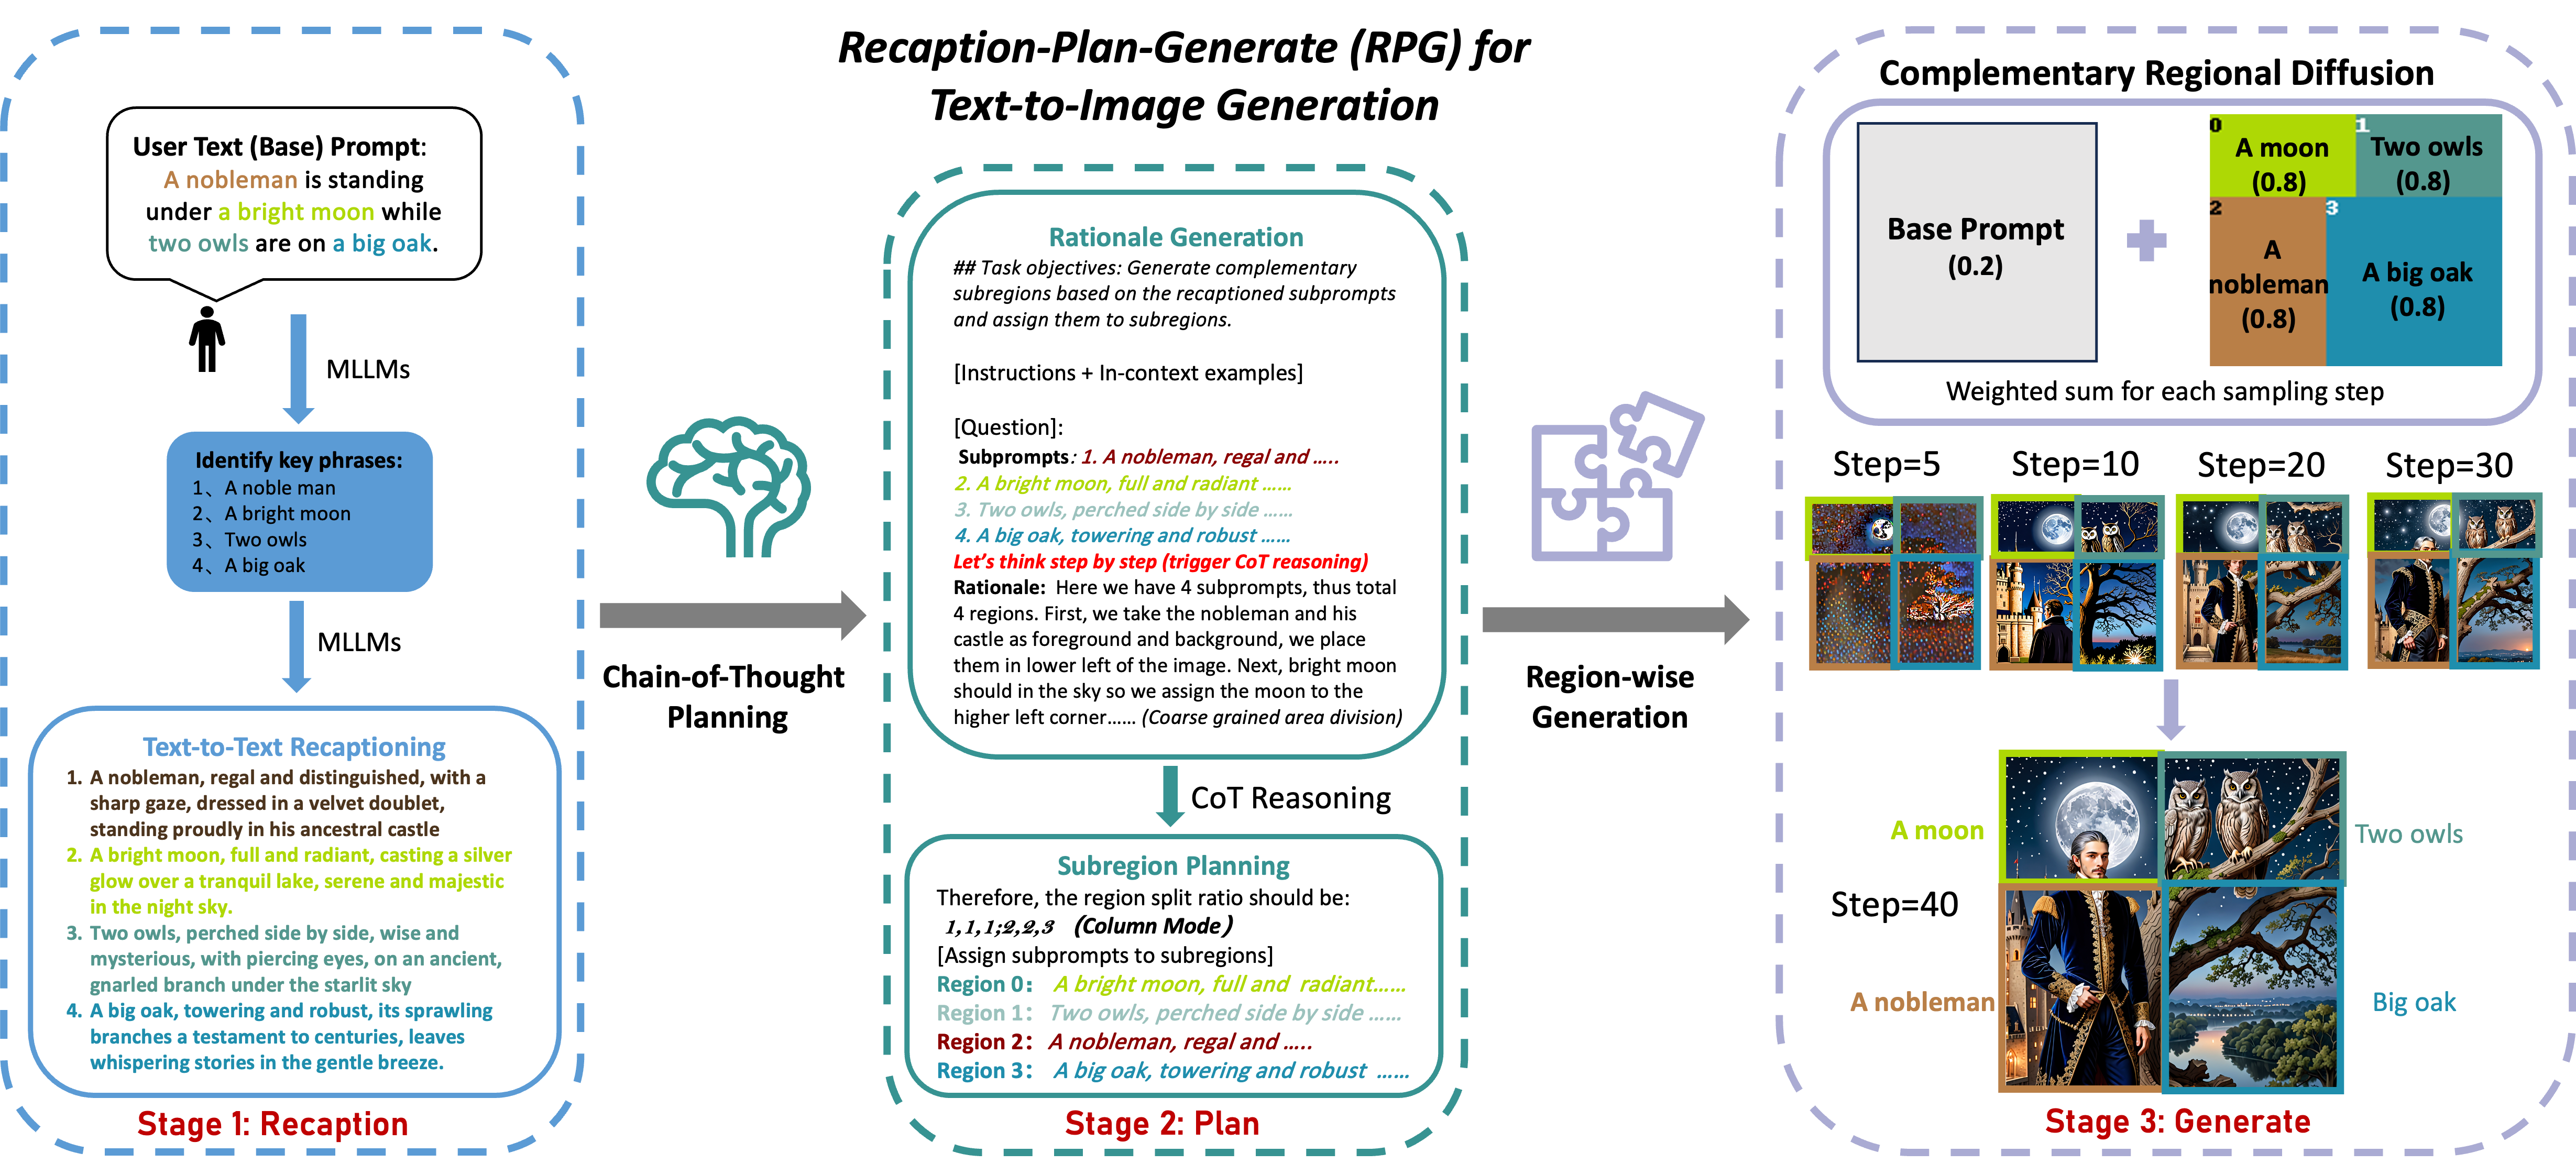 Recaption-Plan-Generate (RPG) for
Text-to-Image Generation
User Text (Base) Prompt:
A nobleman is standing
under a bright moon while
two owls are on a big oak.
MLLMs
Identify key phrases:
1、 A noble man
2、 A bright moon
3、 Two owls
4、 A big oak
MLLMs
Text-to-Text Recaptioning
1. A nobleman, regal and distinguished, with a
sharp gaze, dressed in a velvet doublet,
standing proudly in his ancestral castle
2. A bright moon, full and radiant, casting a silver
glow over a tranquil lake, serene and majestic
in the night sky.
3. Two owls, perched side by side, wise and
mysterious, with piercing eyes, on an ancient,
gnarled branch under the starlit sky
4. A big oak, towering and robust, its sprawling
branches a testament to centuries, leaves
whispering stories in the gentle breeze.
Stage 1: Recaption
Chain-of-Thought
Planning
Rationale Generation
## Task objectives: Generate complementary
subregions based on the recaptioned subprompts
and assign them to subregions.
[Instructions + In-context examples]
[Question]:
Subprompts: 1. A nobleman, regal and .....
2. A bright moon, full and radiant ......
3. Two owls, perched side by side ......
4. A big oak, towering and robust ......
Let's think step by step (trigger CoT reasoning)
Rationale: Here we have 4 subprompts, thus total
4 regions. First, we take the nobleman and his
castle as foreground and background, we place
them in lower left of the image. Next, bright moon
should in the sky so we assign the moon to the
higher left corner...... (Coarse grained area division)
CoT Reasoning
Subregion Planning
Therefore, the region split ratio should be:
1,1,1;2,2,3 (Column Mode)
[Assign subprompts to subregions]
Region 0: A bright moon, full and radiant......
Region 1: Two owls, perched side by side ......
Region 2: A nobleman, regal and .....
Region 3: A big oak, towering and robust ......
Stage 2: Plan
Region-wise
Generation
Complementary Regional Diffusion
Base Prompt
(0.2)
0
A moon
(0.8)
1
Two owls
(0.8)
2
A
nobleman
(0.8)
3
A big oak
(0.8)
Weighted sum for each sampling step
Step=5
Step=10
Step=20
Step=30
A moon
Two owls
Step=40
A nobleman
Big oak
Stage 3: Generate